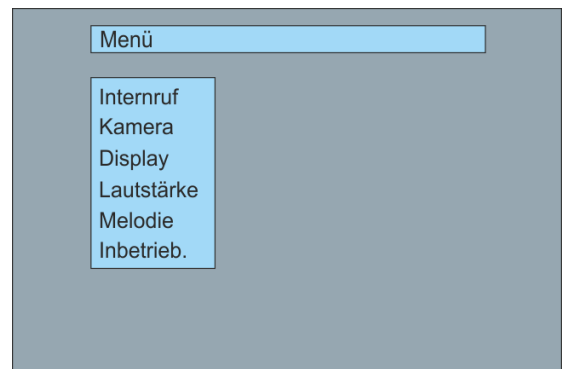 Menü
Internruf
Kamera
Display
Lautstärke
Melodie
Inbetrieb.